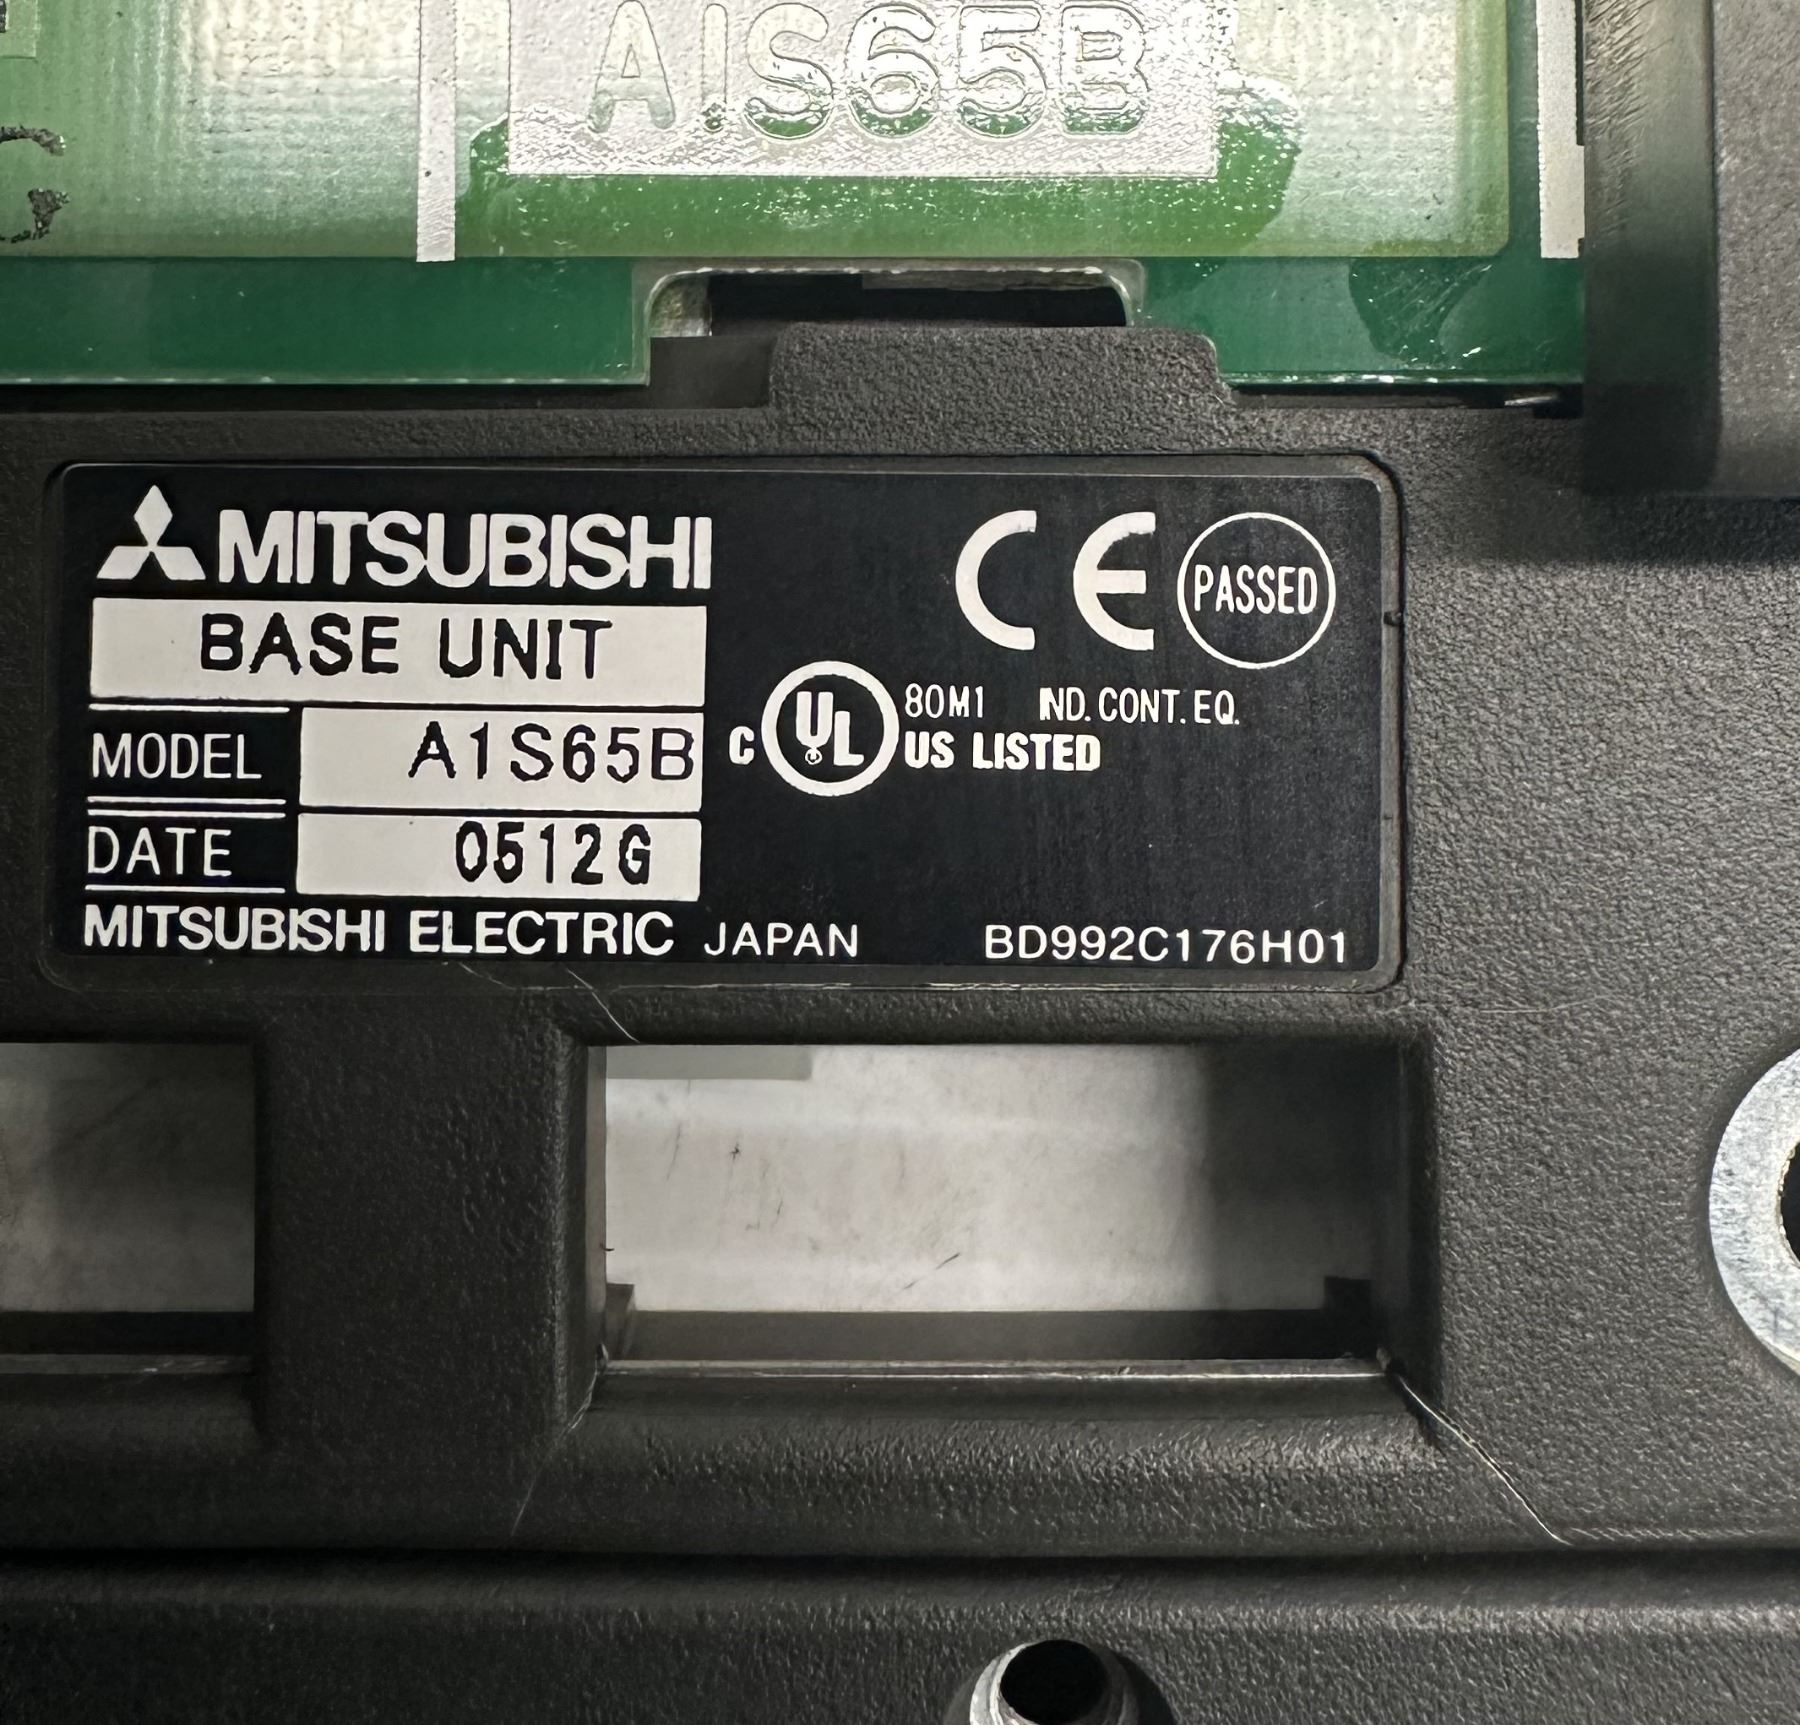 A1S65B
MITSUBISHI
CE PASSED
BASE UNIT
80M1 IND. CONT. EQ.
MODEL A1S65B
C UL US LISTED
DATE 0512G
MITSUBISHI ELECTRIC JAPAN BD992C176H01